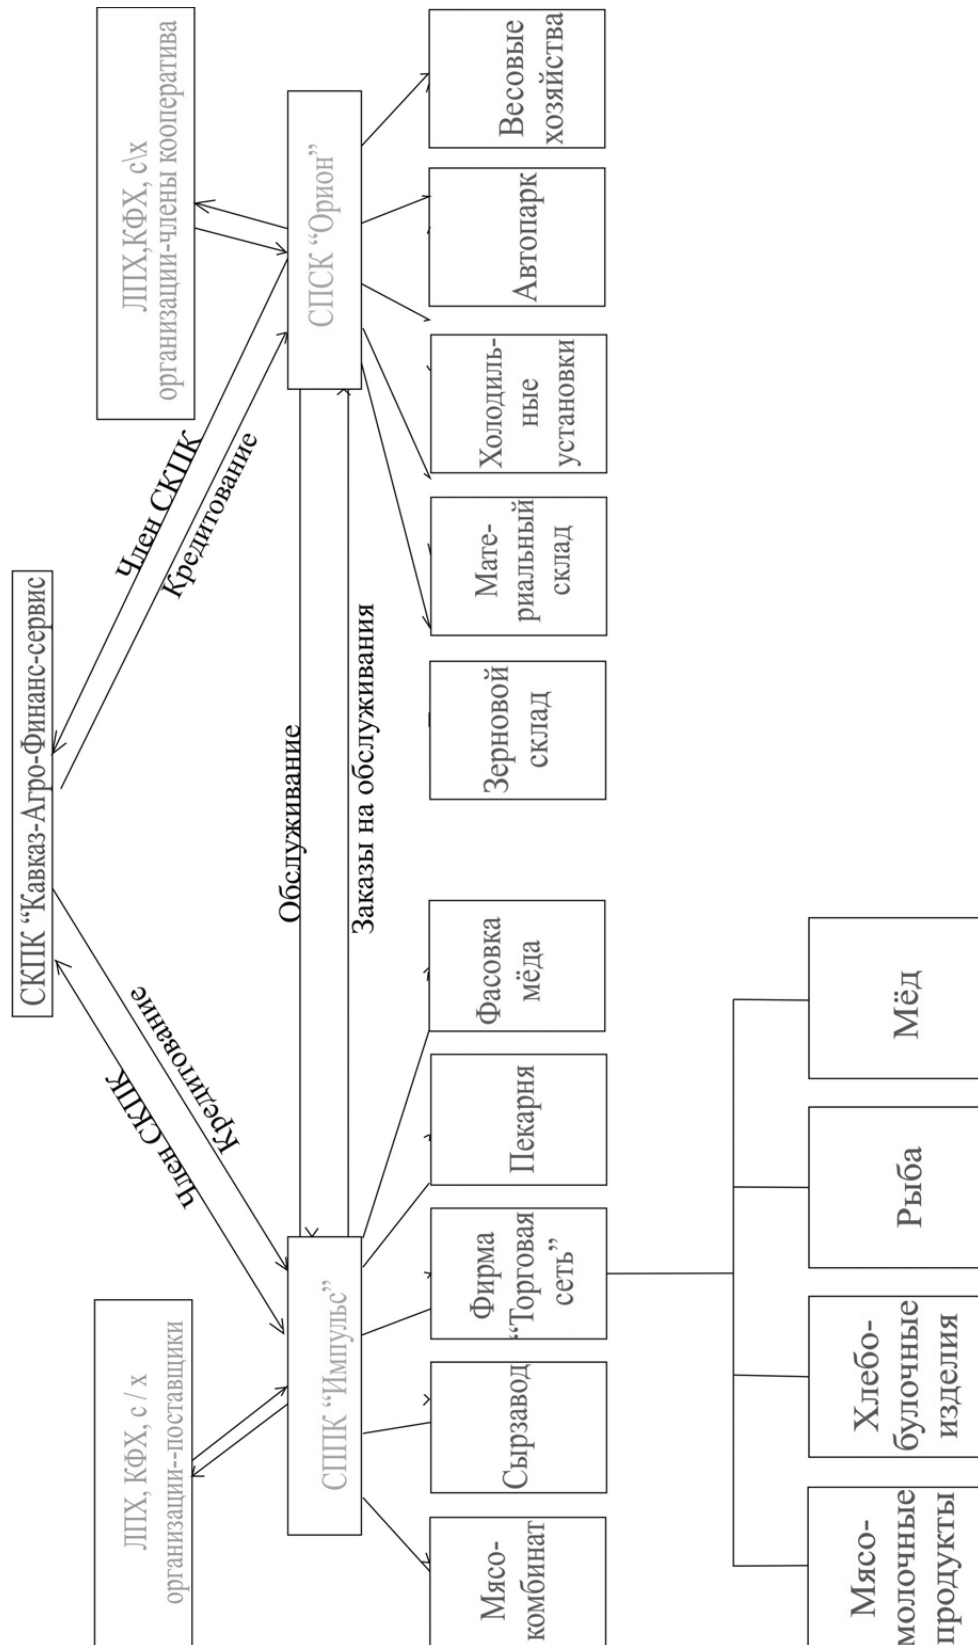 СКПК “Кавказ-Агро-Финанс-сервис
ЛПХ, КФХ, с / х
организации--поставщики
Член СКПК
Кредитование
Член СКПК
Кредитование
ЛПХ,КФХ, с\х
организации-члены кооператива
СППК “Импульс”
Обслуживание
Заказы на обслуживания
СПСК “Орион”
Мясо-
комбинат
Сырзавод
Фирма
“Торговая
сеть”
Пекарня
Фасовка
мёда
Зерновой
склад
Мате-
риальный
склад
Холодиль-
ные
установки
Автопарк
Весовые
хозяйства
Мясо-
молочные
продукты
Хлебо-
булочные
изделия
Рыба
Мёд